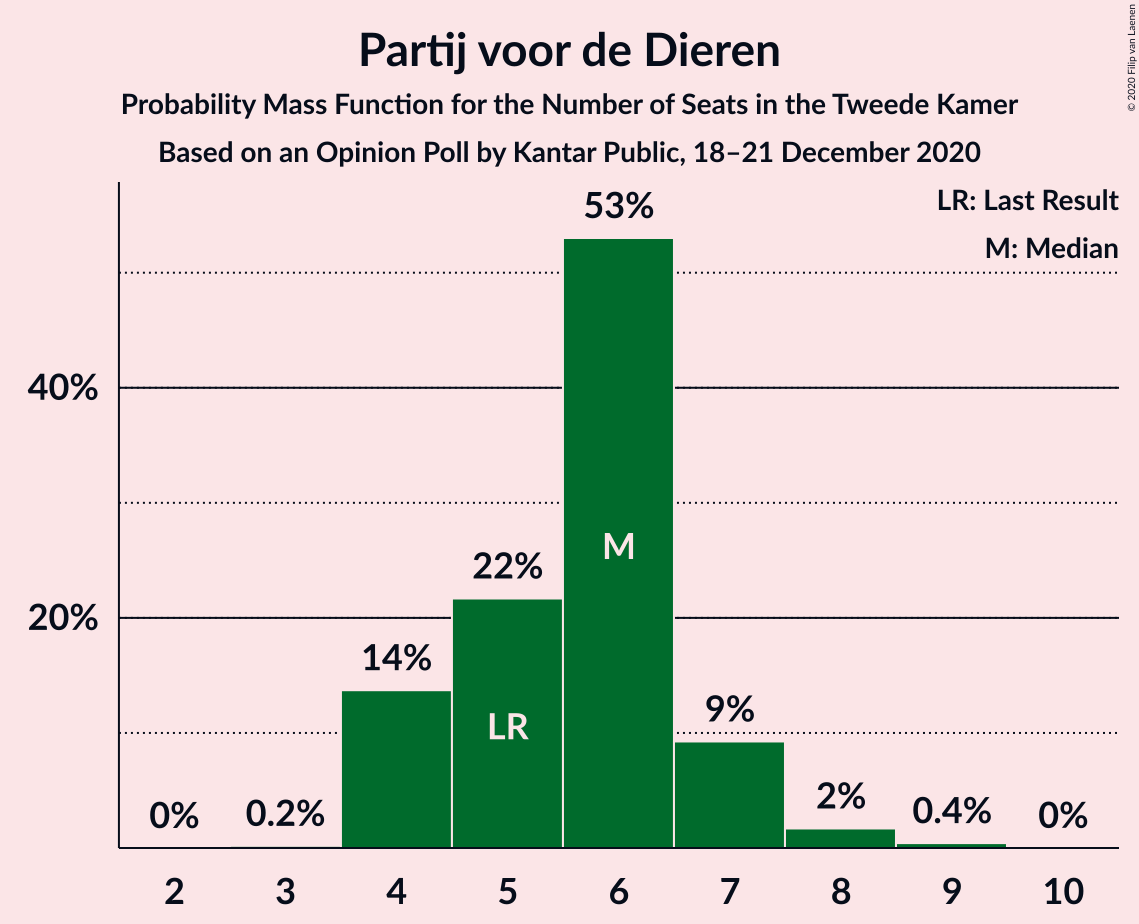 Partij voor de Dieren
Probability Mass Function for the Number of Seats in the Tweede Kamer
Based on an Opinion Poll by Kantar Public, 18–21 December 2020
© 2020 Filip van Laenen
LR: Last Result
M: Median
53%
40%
M
22%
20%
14%
LR
9%
2%
0%
0.2%
0.4%
0%
2 3 4 5 6 7 8 9 10